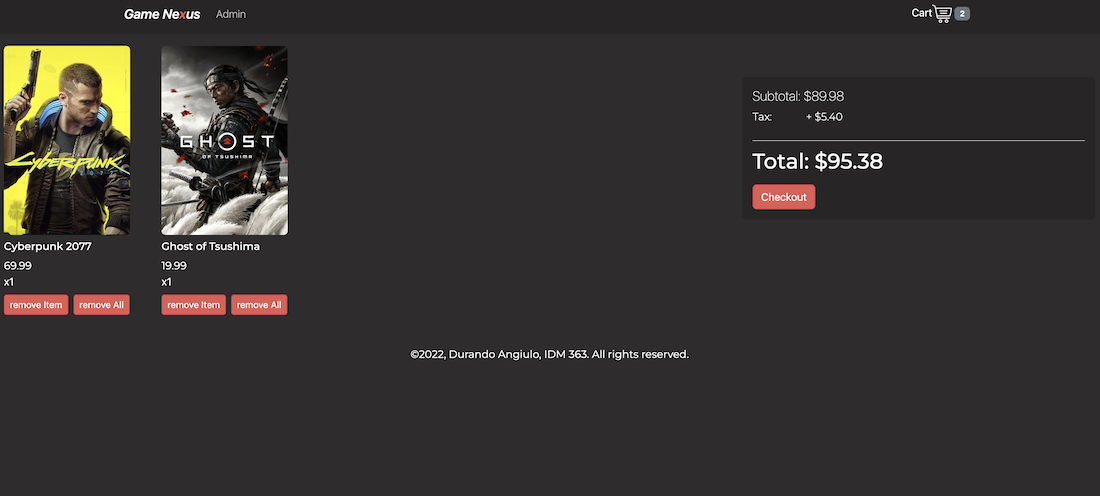 Game Nexus Admin Cart 2
CYBERPUNK
2077
GHOST
OF TSUSHIMA
Cyberpunk 2077
69.99
x1
remove Item remove All
Ghost of Tsushima
19.99
x1
remove Item remove All
Subtotal: $89.98
Tax: + $5.40
Total: $95.38
Checkout
©2022, Durando Angiulo, IDM 363. All rights reserved.